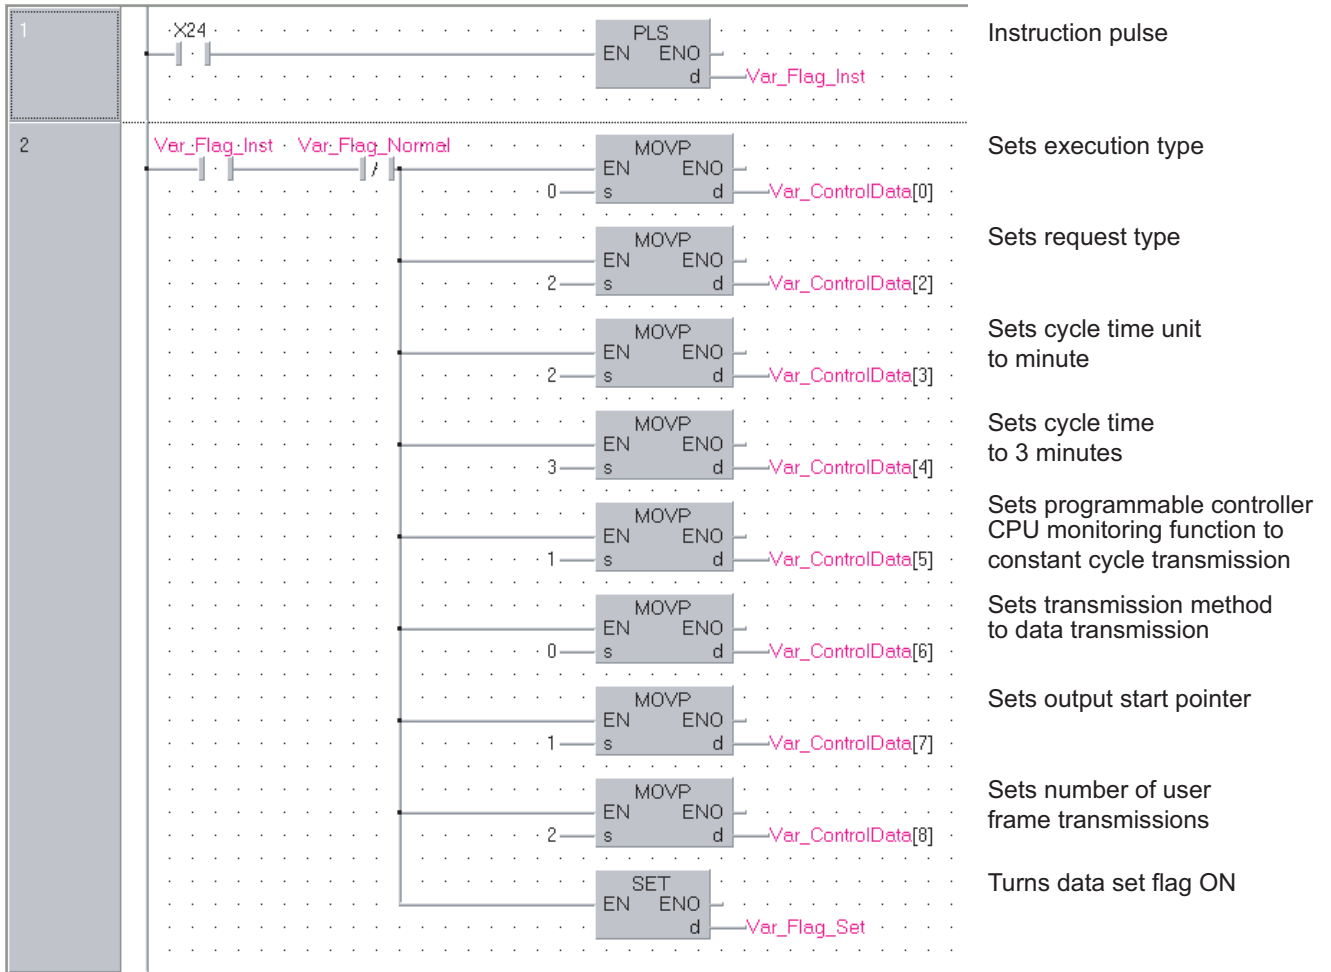 1
X24
PLS
Instruction pulse
EN ENO
d Var_Flag_Inst
2
Var_Flag_Inst Var_Flag_Normal
MOVP
Sets execution type
EN ENO
0 s d Var_ControlData[0]
MOVP
Sets request type
EN ENO
2 s d Var_ControlData[2]
MOVP
Sets cycle time unit
to minute
EN ENO
2 s d Var_ControlData[3]
MOVP
Sets cycle time
to 3 minutes
EN ENO
3 s d Var_ControlData[4]
MOVP
Sets programmable controller
CPU monitoring function to
constant cycle transmission
EN ENO
1 s d Var_ControlData[5]
MOVP
Sets transmission method
to data transmission
EN ENO
0 s d Var_ControlData[6]
MOVP
Sets output start pointer
EN ENO
1 s d Var_ControlData[7]
MOVP
Sets number of user
frame transmissions
EN ENO
2 s d Var_ControlData[8]
SET
Turns data set flag ON
EN ENO
d Var_Flag_Set